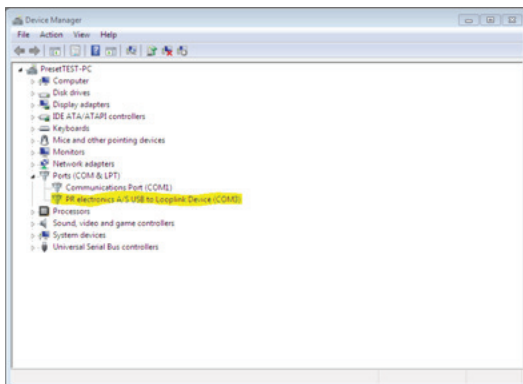 Device Manager
File Action View Help
PresetTEST-PC
Computer
Disk drives
Display adapters
IDE ATA/ATAPI controllers
Keyboards
Mice and other pointing devices
Monitors
Network adapters
Ports (COM & LPT)
Communications Port (COM1)
PR electronics A/S USB to Looplink Device (COM3)
Processors
Sound, video and game controllers
System devices
Universal Serial Bus controllers